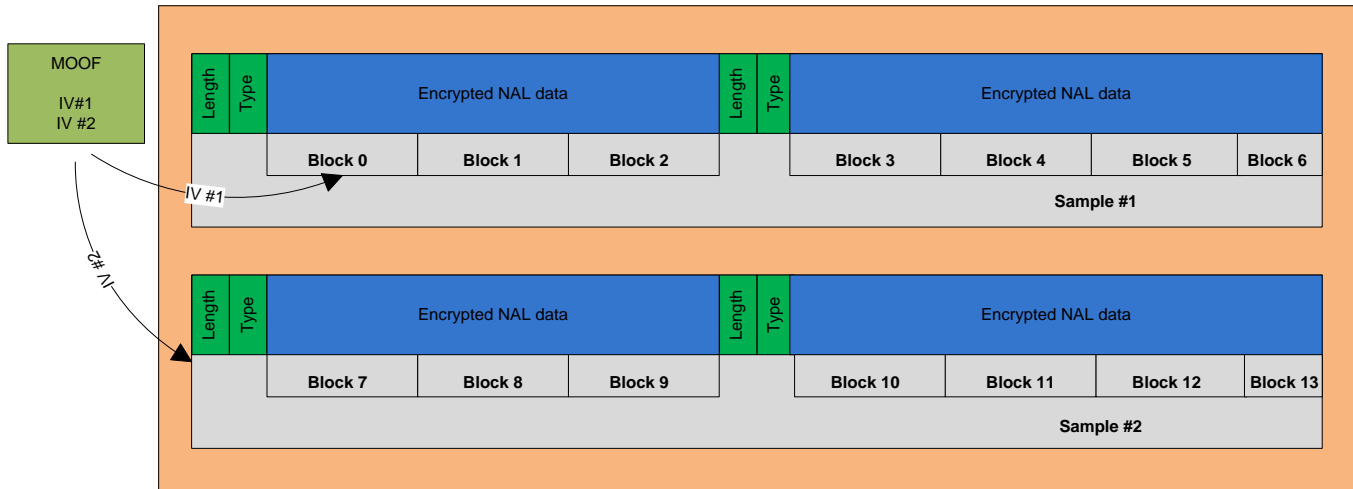 MOOF
IV#1
IV #2
Length
Type
Encrypted NAL data
Length
Type
Encrypted NAL data
Block 0
Block 1
Block 2
Block 3
Block 4
Block 5
Block 6
IV #1
Sample #1
IV #2
Length
Type
Encrypted NAL data
Length
Type
Encrypted NAL data
Block 7
Block 8
Block 9
Block 10
Block 11
Block 12
Block 13
Sample #2